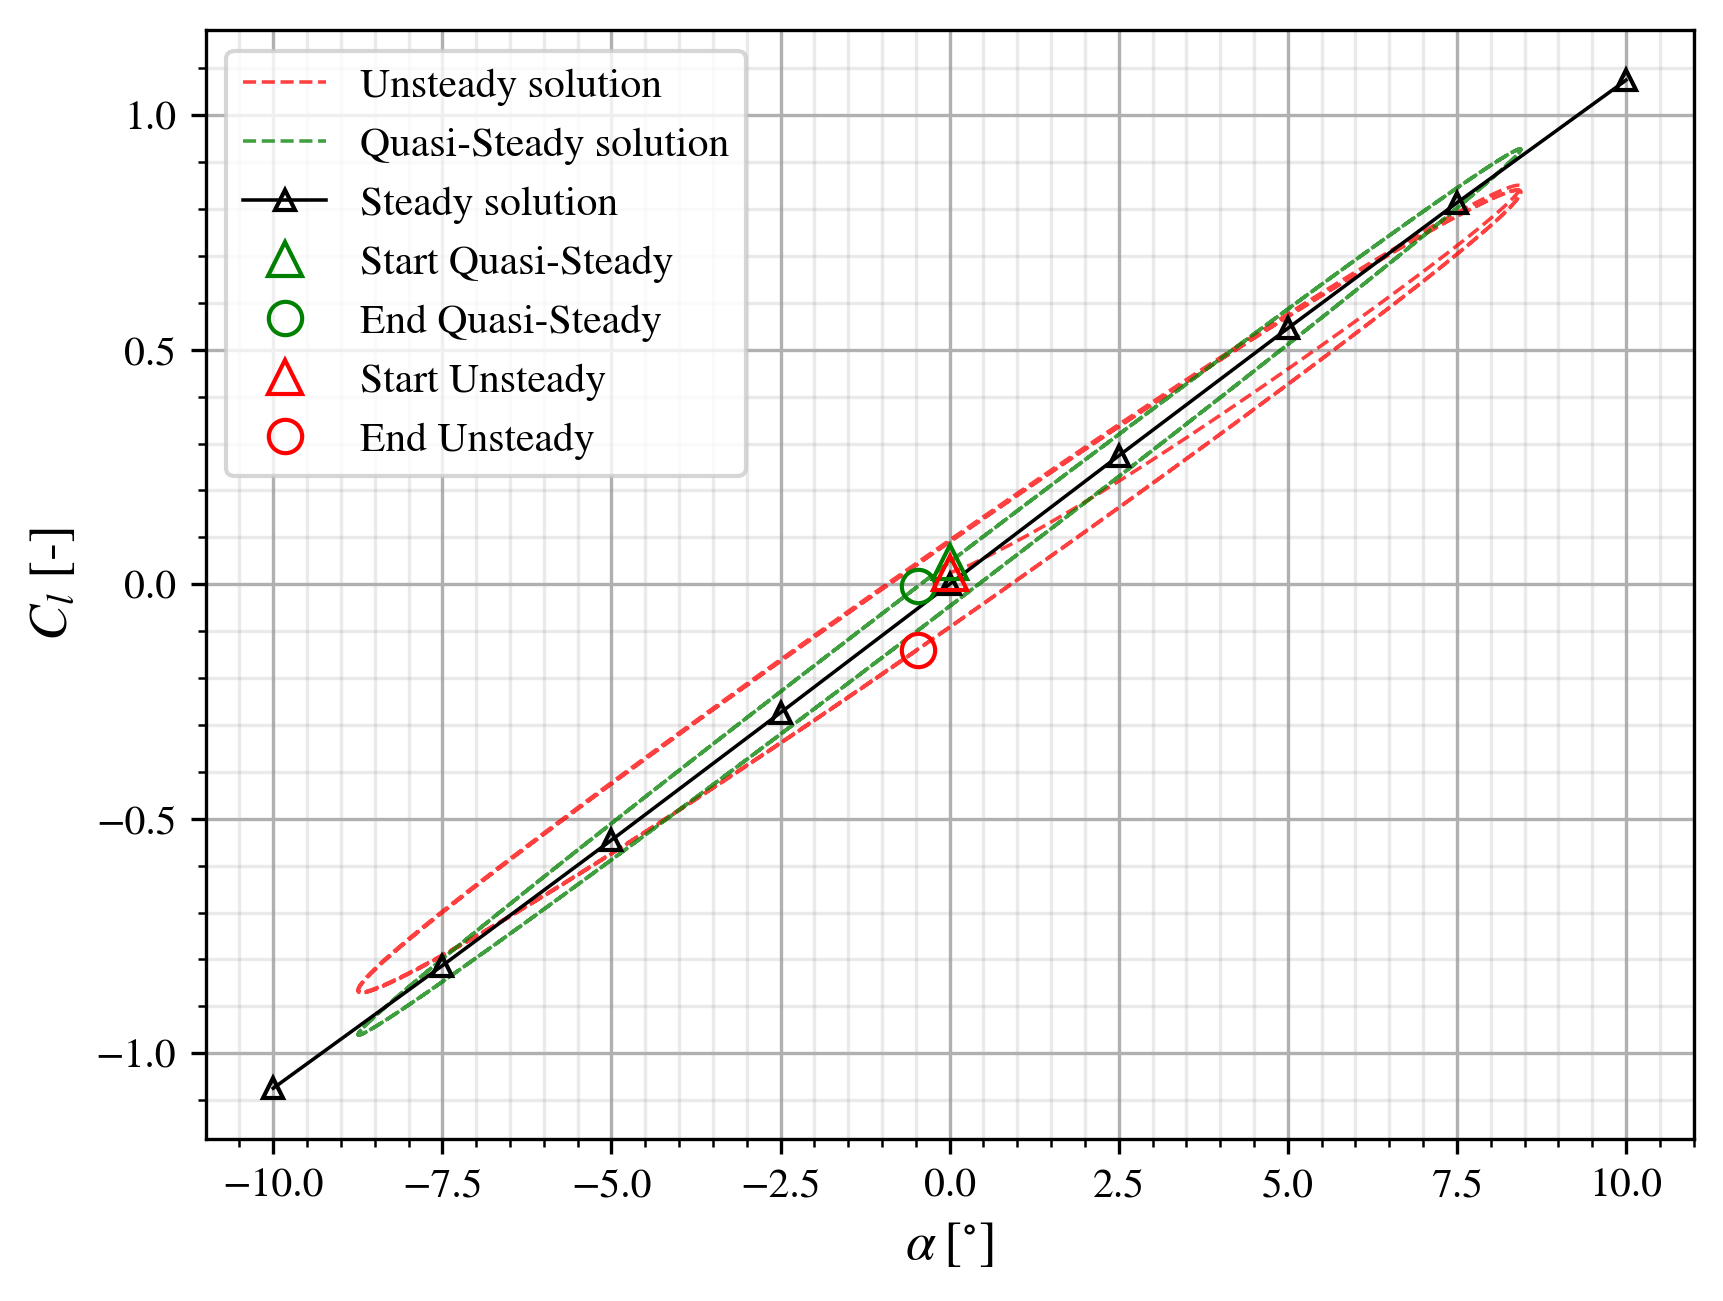 Unsteady solution
Quasi-Steady solution
Steady solution
Start Quasi-Steady
End Quasi-Steady
Start Unsteady
End Unsteady
1.0
0.5
0.0
−0.5
−1.0
C_l [-]
−10.0 −7.5 −5.0 −2.5 0.0 2.5 5.0 7.5 10.0
α [°]